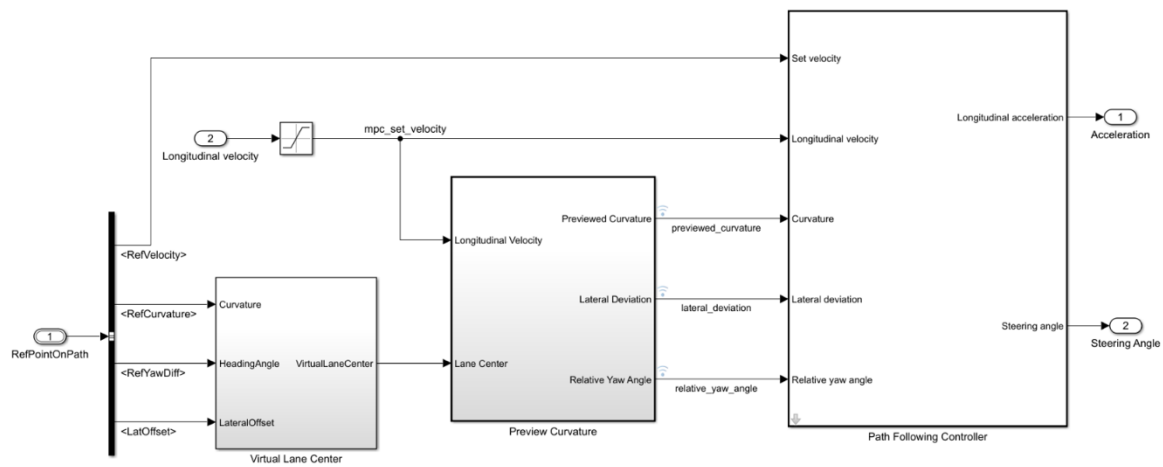 Set velocity
mpc_set_velocity
2
Longitudinal velocity
Longitudinal velocity
Longitudinal acceleration
1
Acceleration
Previewed Curvature
previewed_curvature
Curvature
Longitudinal Velocity
<RefVelocity>
Lateral Deviation
lateral_deviation
Lateral deviation
Curvature
<RefCurvature>
1
RefPointOnPath
Steering angle
2
Steering Angle
HeadingAngle
VirtualLaneCenter
Lane Center
<RefYawDiff>
Relative Yaw Angle
relative_yaw_angle
Relative yaw angle
LateralOffset
<LatOffset>
Preview Curvature
Path Following Controller
Virtual Lane Center